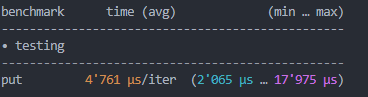 benchmark      time (avg)             (min … max)
-------------------------------------------------
• testing
-------------------------------------------------
put         4'761 µs/iter  (2'065 µs … 17'975 µs)